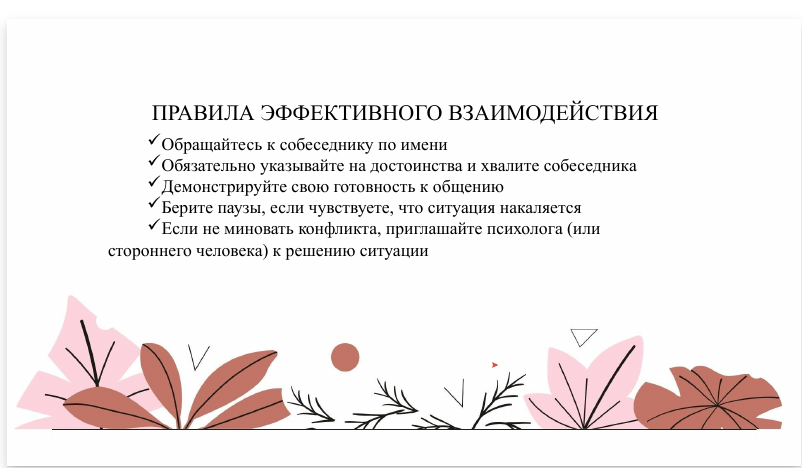 ПРАВИЛА ЭФФЕКТИВНОГО ВЗАИМОДЕЙСТВИЯ
✓Обращайтесь к собеседнику по имени
✓Обязательно указывайте на достоинства и хвалите собеседника
✓Демонстрируйте свою готовность к общению
✓Берите паузы, если чувствуете, что ситуация накаляется
✓Если не миновать конфликта, приглашайте психолога (или
стороннего человека) к решению ситуации